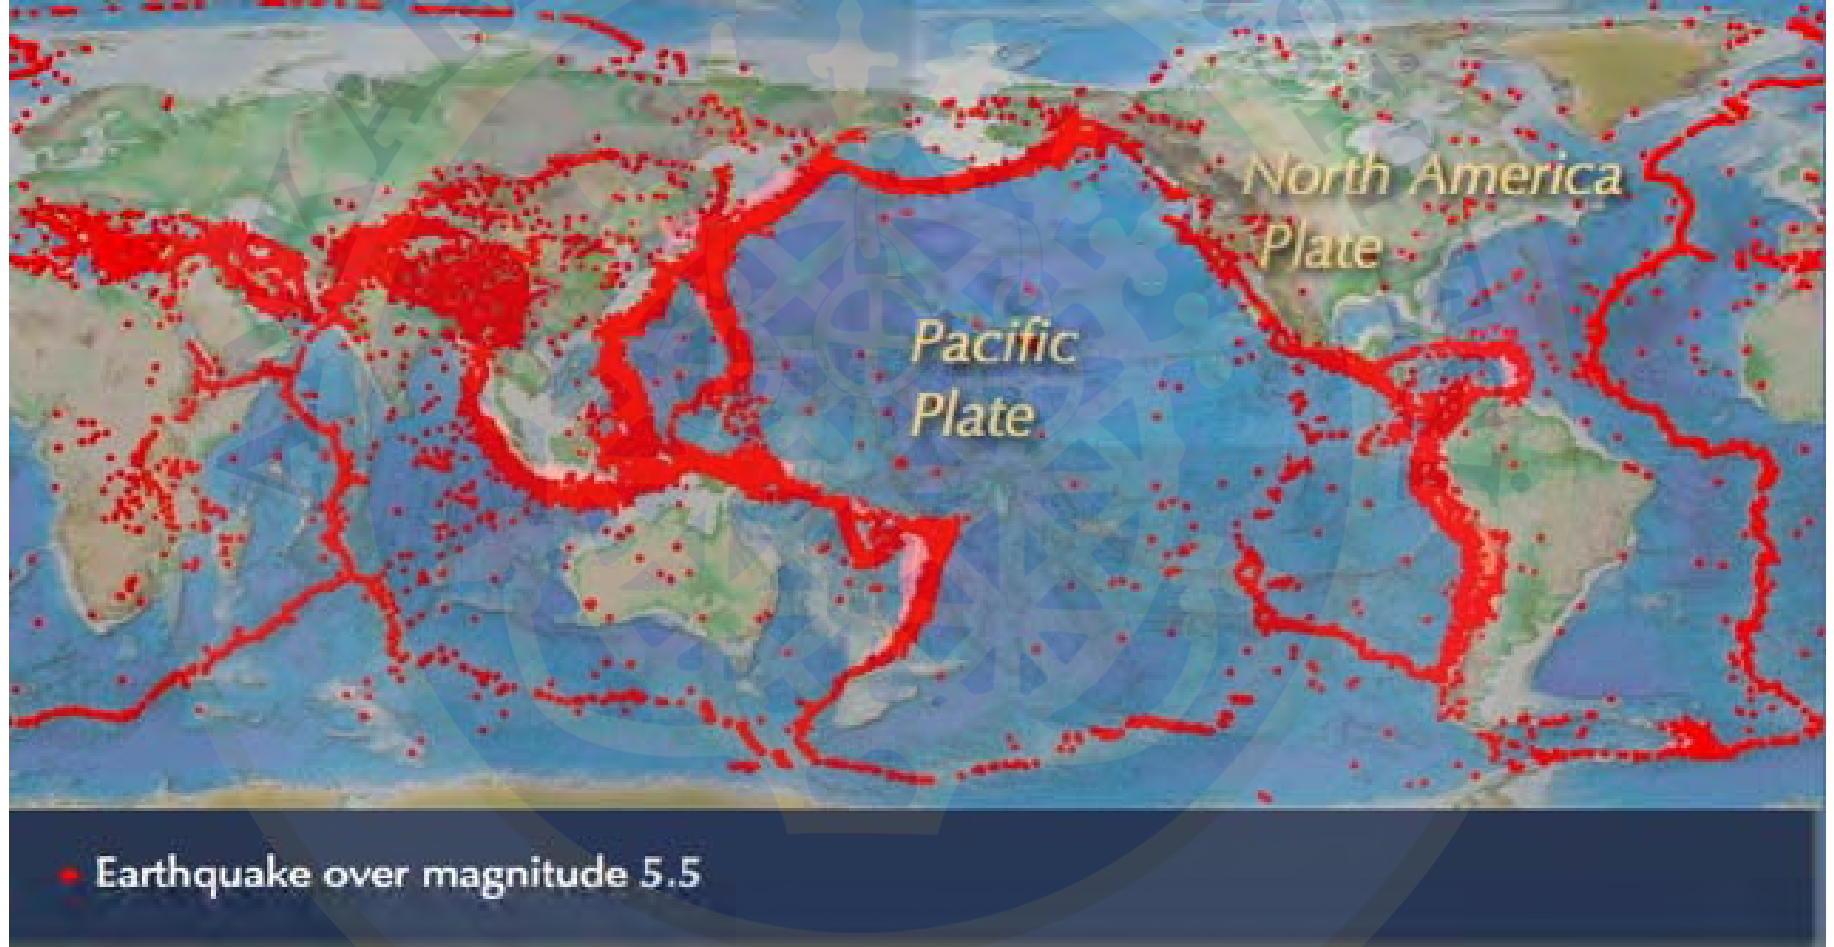 North America
Plate
Pacific
Plate
Earthquake over magnitude 5.5